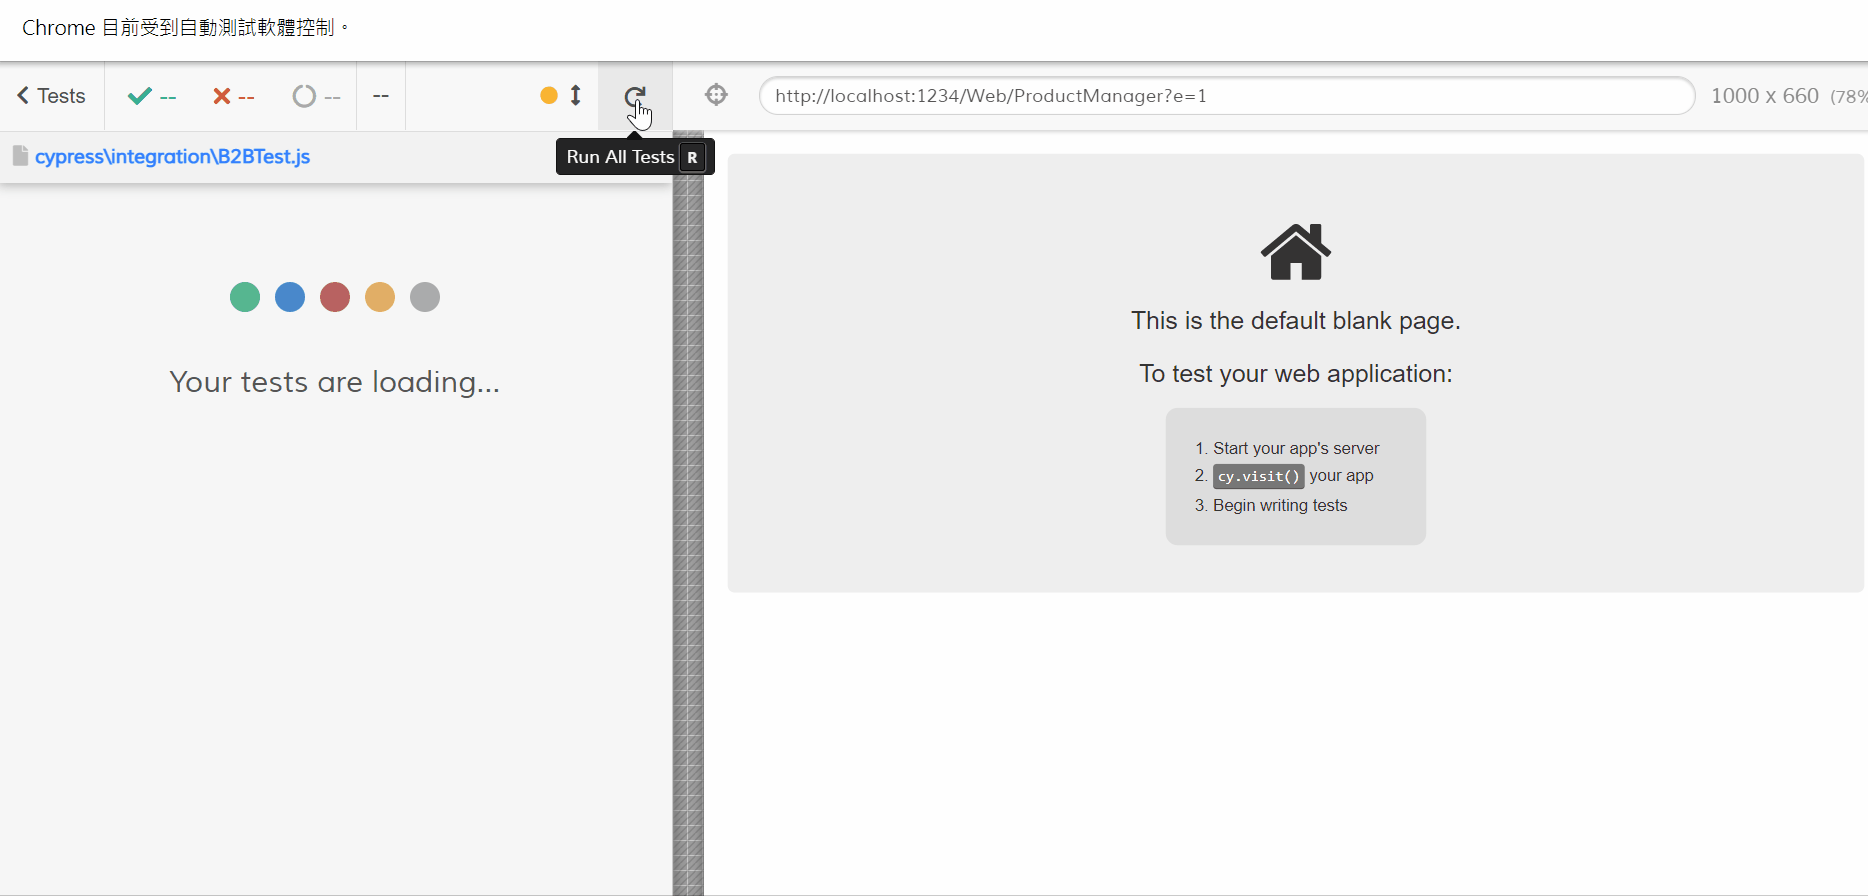 Chrome 目前受到自動測試軟體控制。
Tests -- -- -- -- http://localhost:1234/Web/ProductManager?e=1 1000 x 660 (78%
cypress\integration\B2BTest.js
Run All Tests R
Your tests are loading...
This is the default blank page.
To test your web application:
1. Start your app's server
2. cy.visit() your app
3. Begin writing tests